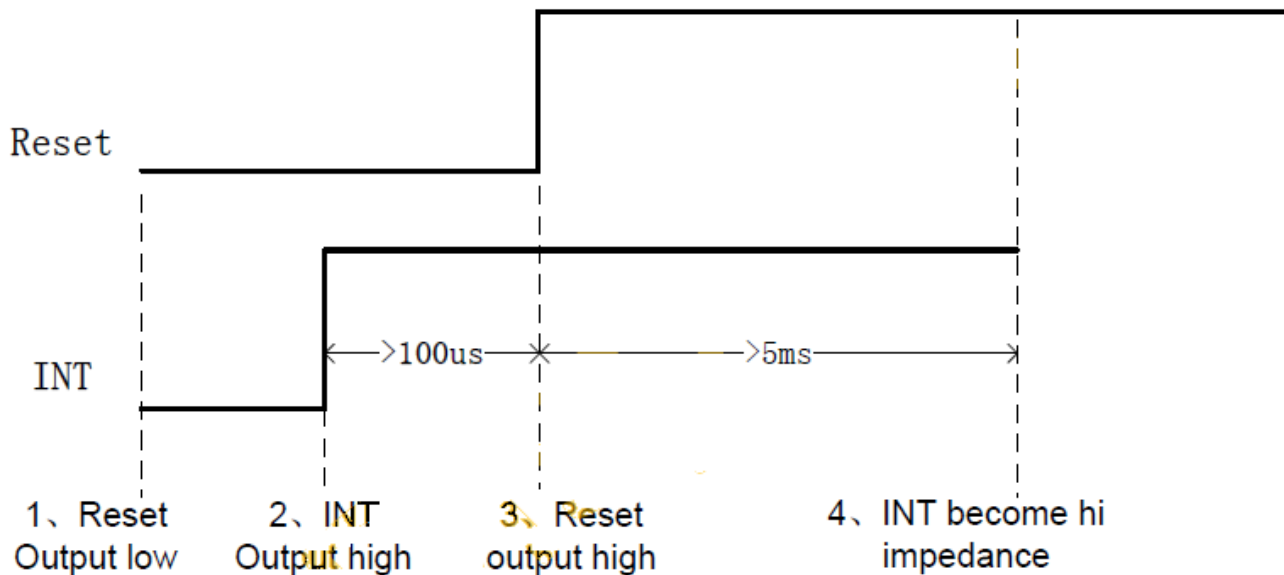 Reset
>100us
>5ms
INT
1、Reset
Output low
2、INT
Output high
3、Reset
output high
4、INT become hi
impedance